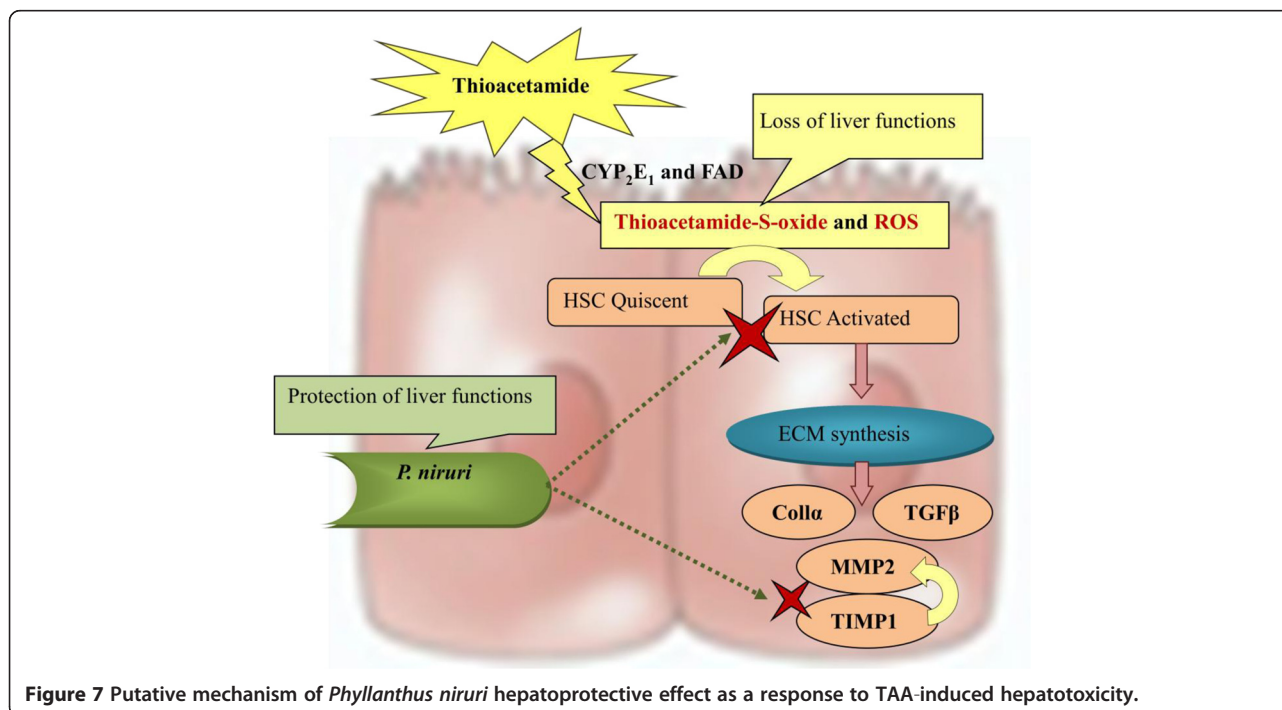 Thioacetamide
Loss of liver functions
CYP₂E₁ and FAD
Thioacetamide-S-oxide and ROS
HSC Quiscent
HSC Activated
Protection of liver functions
P. niruri
ECM synthesis
Collα
TGFβ
MMP2
TIMP1
Figure 7 Putative mechanism of Phyllanthus niruri hepatoprotective effect as a response to TAA-induced hepatotoxicity.